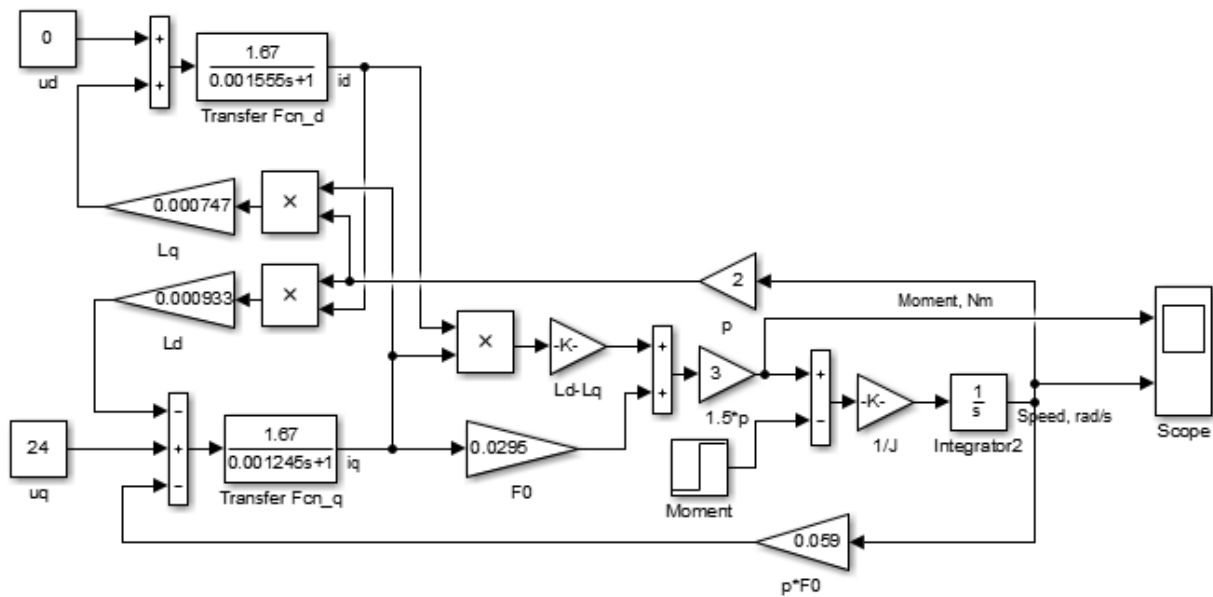 0
ud
+
+
1.67
0.001555s+1
id
Transfer Fcn_d
0.000747
×
Lq
0.000933
×
Ld
2
p
Moment, Nm
×
-K-
Ld-Lq
+
+
3
1.5*p
+
−
-K-
1/J
1
s
Integrator2
Speed, rad/s
Scope
24
uq
−
+
−
1.67
0.001245s+1
iq
Transfer Fcn_q
0.0295
F0
Moment
0.059
p*F0